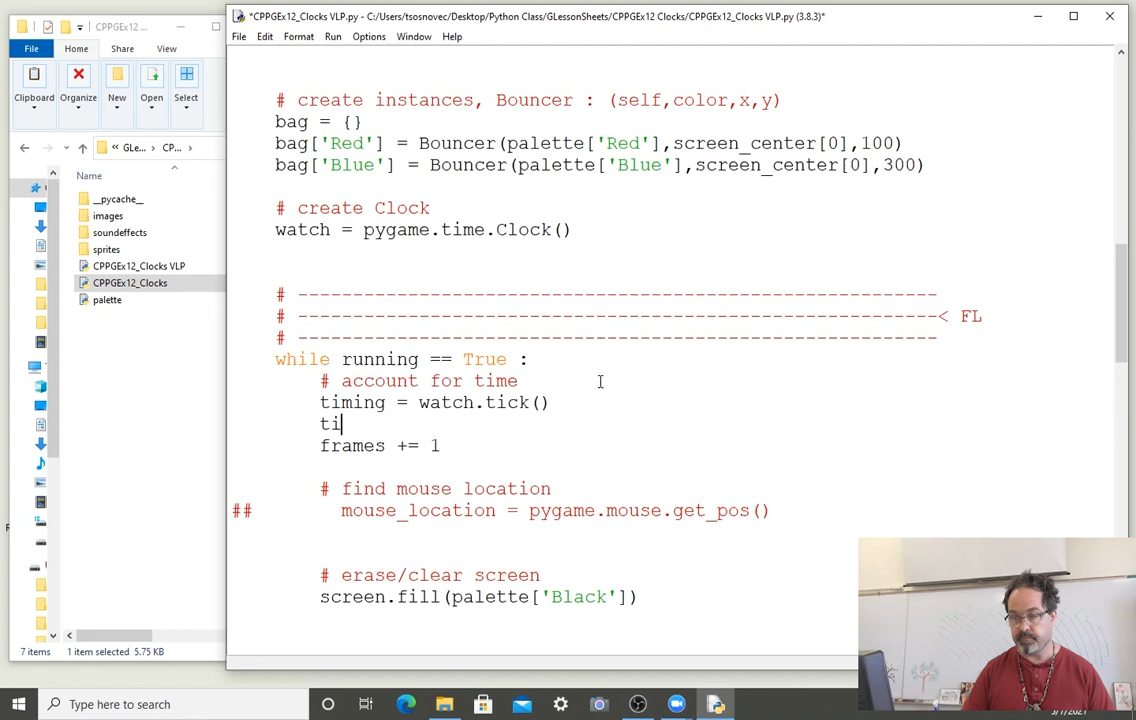 CPPGEx12 ...
*CPPGEx12_Clocks VLP.py - C:/Users/tsosnovec/Desktop/Python Class/GLessonSheets/CPPGEx12 Clocks/CPPGEx12_Clocks VLP.py (3.8.3)*
File Edit Format Run Options Window Help
File Home Share View
Clipboard Organize New Open Select
« GLe... › CP... ›
Name
__pycache__
images
soundeffects
sprites
CPPGEx12_Clocks VLP
CPPGEx12_Clocks
palette
7 items 1 item selected 5.75 KB
# create instances, Bouncer : (self,color,x,y)
bag = {}
bag['Red'] = Bouncer(palette['Red'],screen_center[0],100)
bag['Blue'] = Bouncer(palette['Blue'],screen_center[0],300)
# create Clock
watch = pygame.time.Clock()
# -----------------------------------------------------------
# -----------------------------------------------------------< FL
# -----------------------------------------------------------
while running == True :
# account for time
timing = watch.tick()
ti
frames += 1
# find mouse location
## mouse_location = pygame.mouse.get_pos()
# erase/clear screen
screen.fill(palette['Black'])
Type here to search